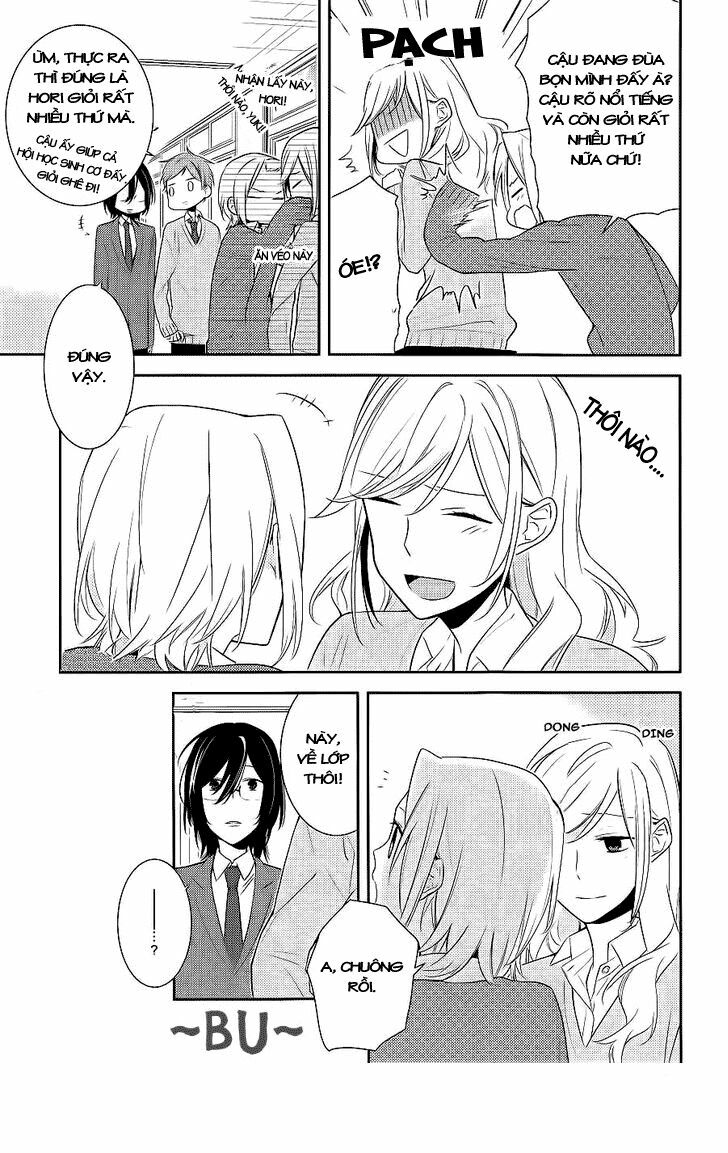 PẠCH
CẬU ĐANG ĐÙA
BỌN MÌNH ĐẤY À?
CẬU RÕ NỔI TIẾNG
VÀ CÒN GIỎI RẤT
NHIỀU THỨ
NỮA CHỨ!
ÓE!?
NHẬN LẤY NÀY,
HORI!
THÔI NÀO, YUKI!
ỪM, THỰC RA
THÌ ĐÚNG LÀ
HORI GIỎI RẤT
NHIỀU THỨ MÀ.
CẬU ẤY GIÚP CẢ
HỘI HỌC SINH CƠ ĐẤY
GIỎI GHÊ ĐI!
ĂN VÉO NÀY
ĐÚNG
VẬY.
THÔI NÀO....
DING
DONG
A, CHUÔNG
RỒI.
NÀY,
VỀ LỚP
THÔI!
?
~BU~